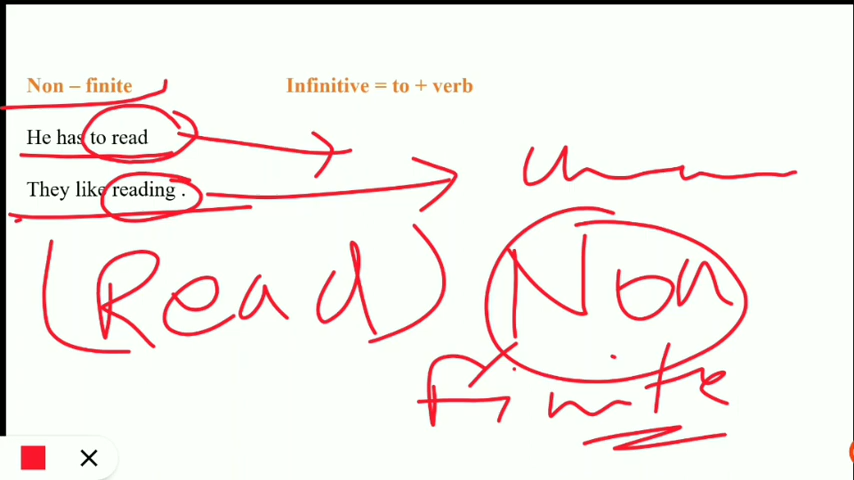 Non – finite
Infinitive = to + verb
He has to read
They like reading .
(Read)
Non
finite